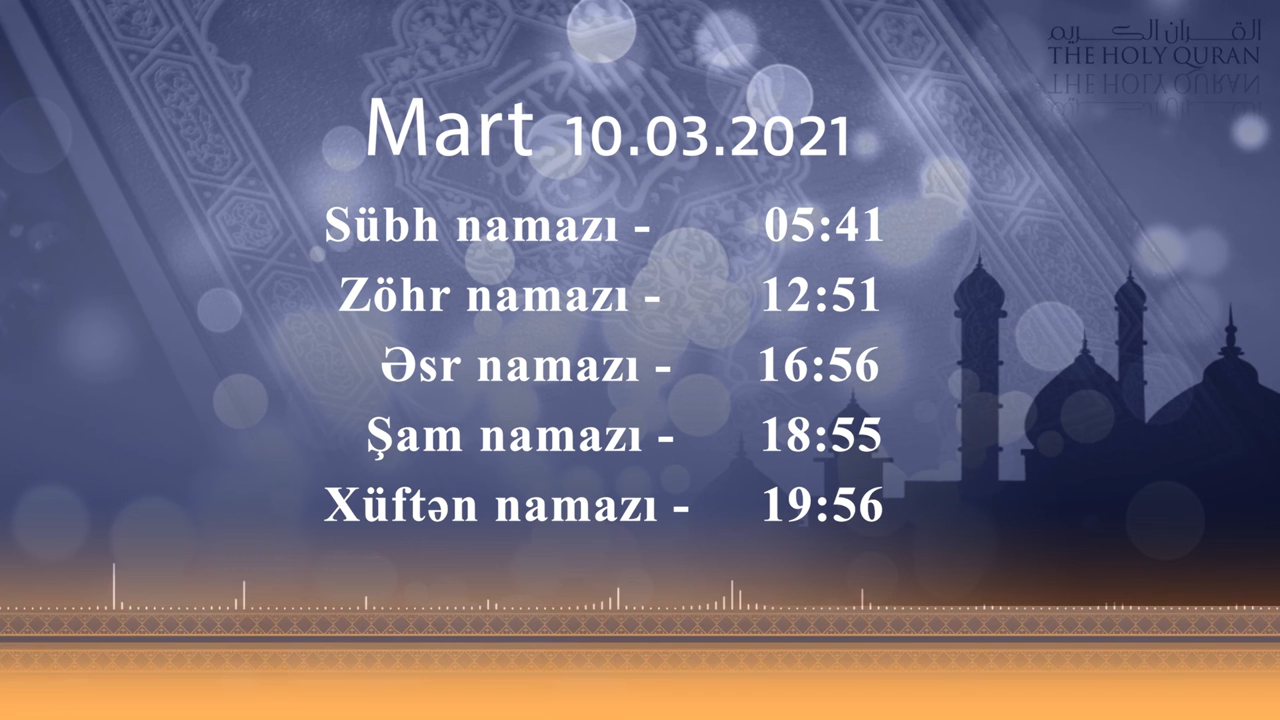 القرآن الكريم
THE HOLY QURAN
Mart 10.03.2021
Sübh namazı - 05:41
Zöhr namazı - 12:51
Əsr namazı - 16:56
Şam namazı - 18:55
Xüftən namazı - 19:56